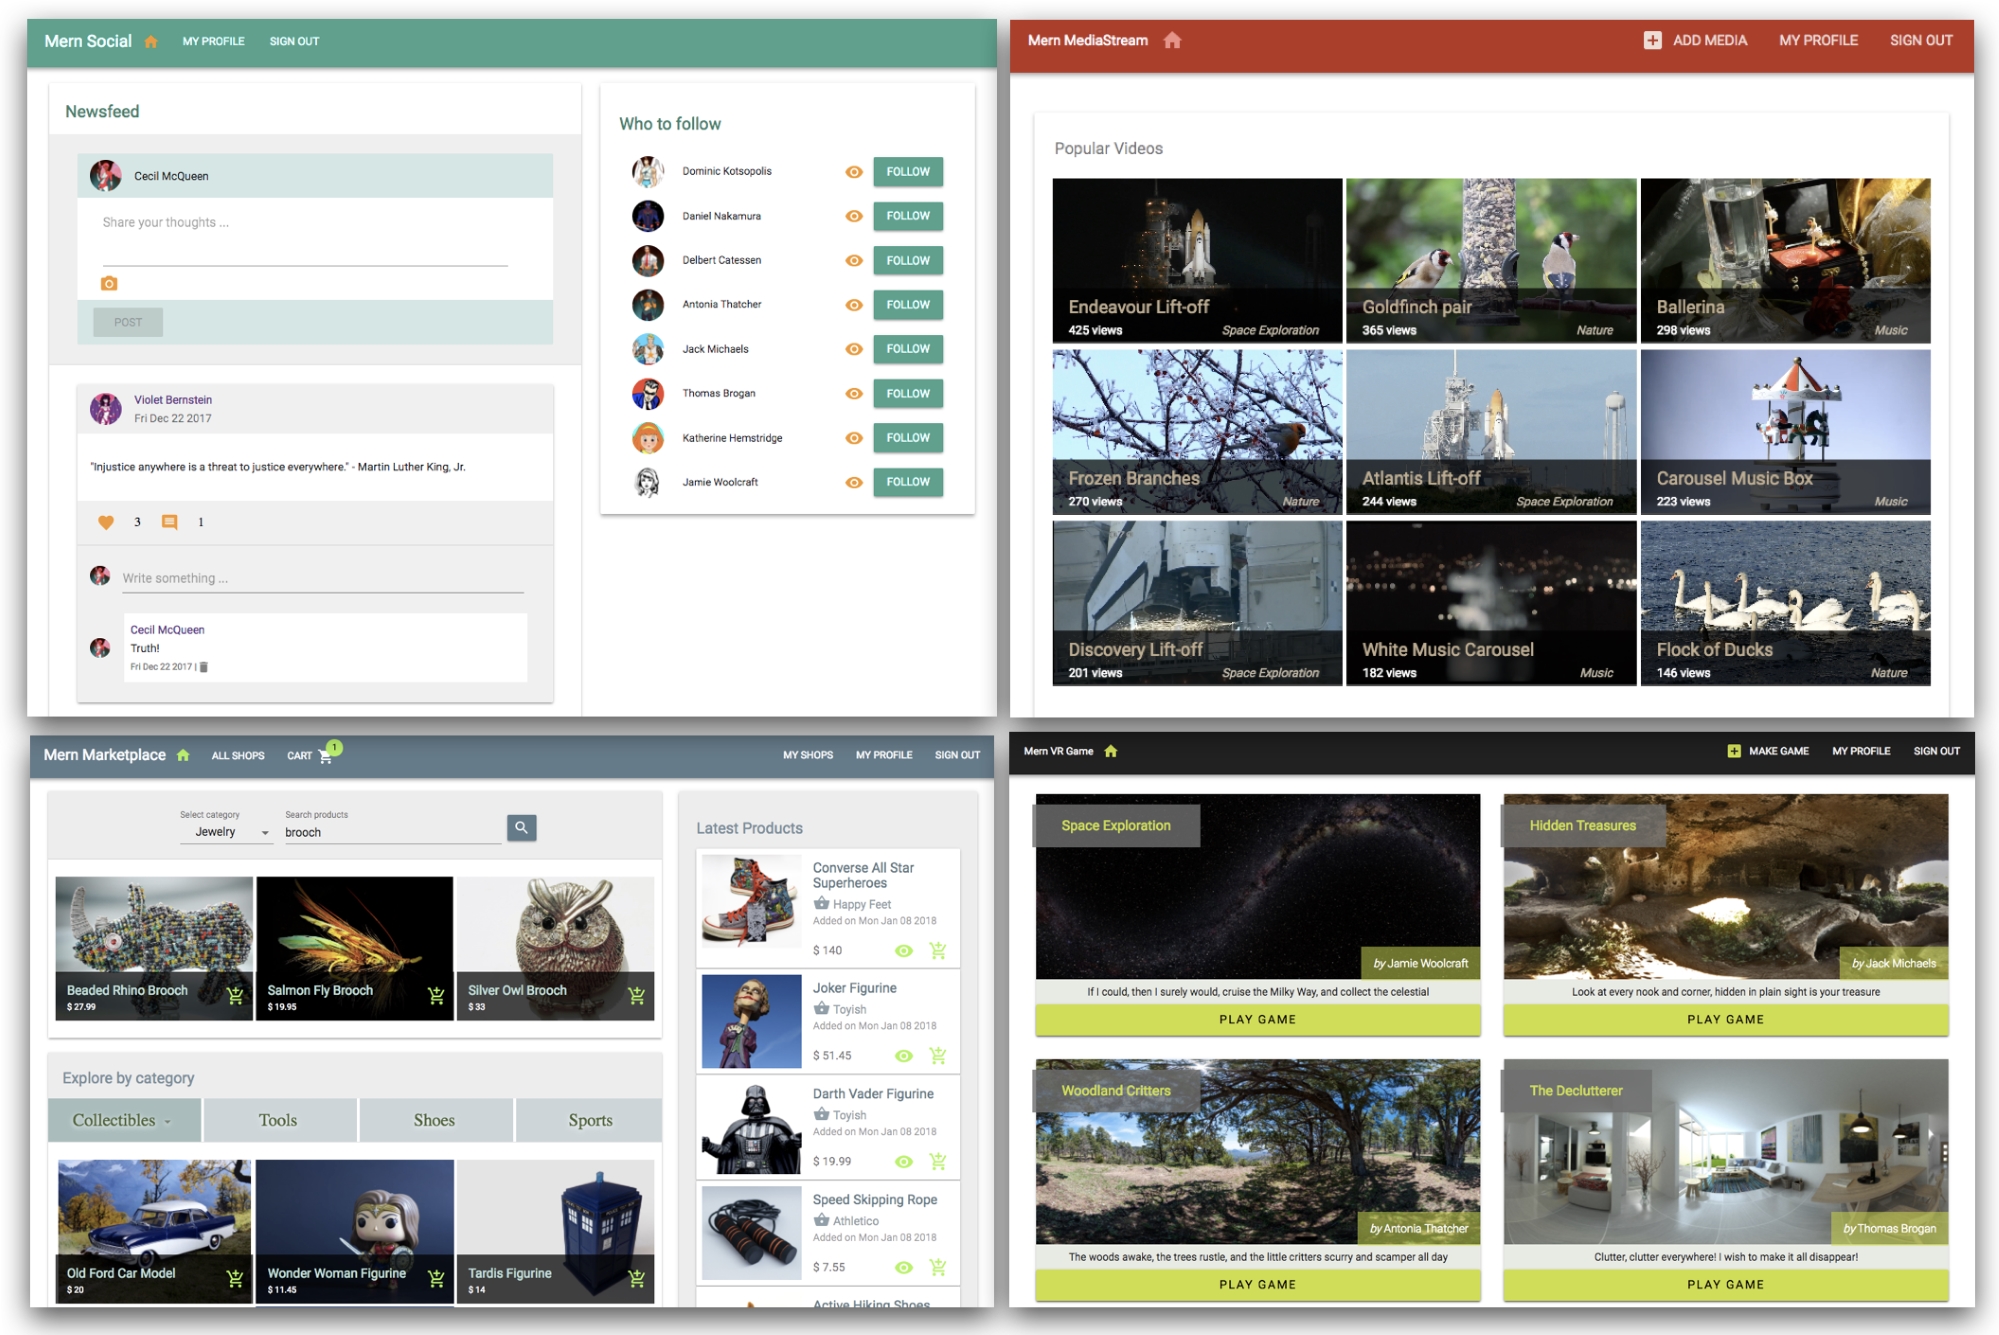 Mern Social MY PROFILE SIGN OUT
Newsfeed
Cecil McQueen
Share your thoughts ...
POST
Violet Bernstein
Fri Dec 22 2017
"Injustice anywhere is a threat to justice everywhere." - Martin Luther King, Jr.
3 1
Write something ...
Cecil McQueen
Truth!
Fri Dec 22 2017 |
Who to follow
Dominic Kotsopolis FOLLOW
Daniel Nakamura FOLLOW
Delbert Catessen FOLLOW
Antonia Thatcher FOLLOW
Jack Michaels FOLLOW
Thomas Brogan FOLLOW
Katherine Hemstridge FOLLOW
Jamie Woolcraft FOLLOW
Mern MediaStream ADD MEDIA MY PROFILE SIGN OUT
Popular Videos
Endeavour Lift-off
425 views Space Exploration
Goldfinch pair
365 views Nature
Ballerina
298 views Music
Frozen Branches
270 views Nature
Atlantis Lift-off
244 views Space Exploration
Carousel Music Box
223 views Music
Discovery Lift-off
201 views Space Exploration
White Music Carousel
182 views Music
Flock of Ducks
146 views Nature
Mern Marketplace ALL SHOPS CART 1 MY SHOPS MY PROFILE SIGN OUT
Select category
Jewelry
Search products
brooch
Beaded Rhino Brooch
$ 27.99
Salmon Fly Brooch
$ 19.95
Silver Owl Brooch
$ 33
Explore by category
Collectibles Tools Shoes Sports
Old Ford Car Model
$ 20
Wonder Woman Figurine
$ 11.45
Tardis Figurine
$ 14
Latest Products
Converse All Star
Superheroes
Happy Feet
Added on Mon Jan 08 2018
$ 140
Joker Figurine
Toyish
Added on Mon Jan 08 2018
$ 51.45
Darth Vader Figurine
Toyish
Added on Mon Jan 08 2018
$ 19.99
Speed Skipping Rope
Athletico
Added on Mon Jan 08 2018
$ 7.55
Active Hiking Shoes
Mern VR Game MAKE GAME MY PROFILE SIGN OUT
Space Exploration
by Jamie Woolcraft
If I could, then I surely would, cruise the Milky Way, and collect the celestial
PLAY GAME
Hidden Treasures
by Jack Michaels
Look at every nook and corner, hidden in plain sight is your treasure
PLAY GAME
Woodland Critters
by Antonia Thatcher
The woods awake, the trees rustle, and the little critters scurry and scamper all day
PLAY GAME
The Declutterer
by Thomas Brogan
Clutter, clutter everywhere! I wish to make it all disappear!
PLAY GAME